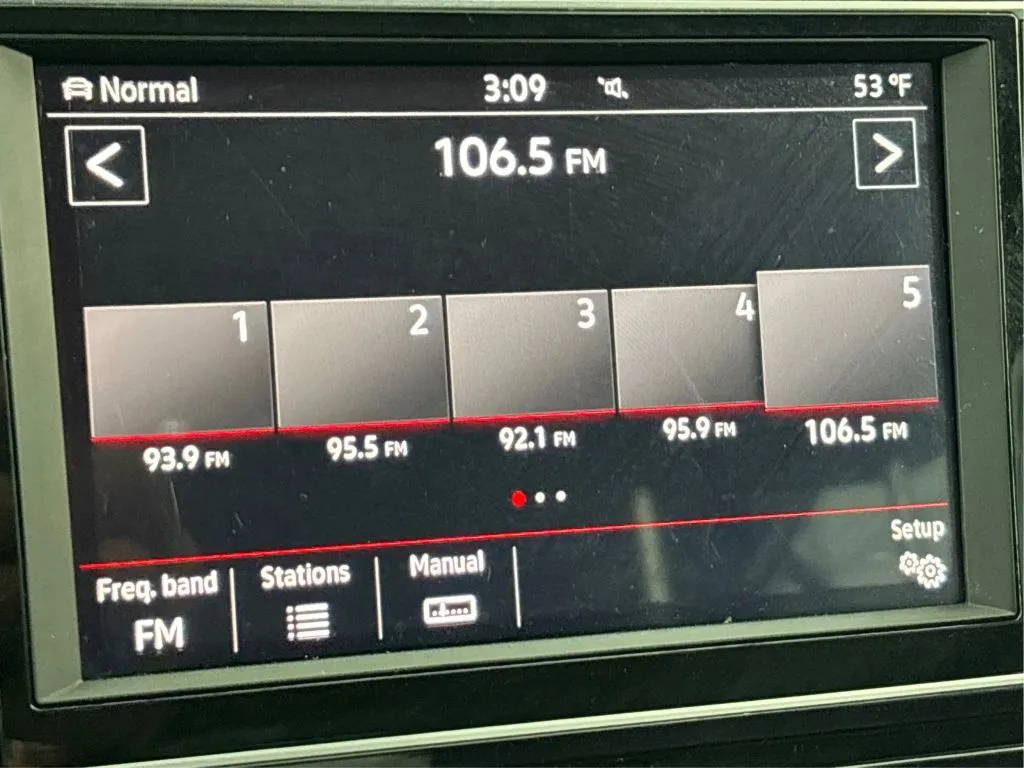 Normal 3:09 53 °F
106.5 FM
1 2 3 4 5
93.9 FM 95.5 FM 92.1 FM 95.9 FM 106.5 FM
Setup
Freq. band Stations Manual
FM